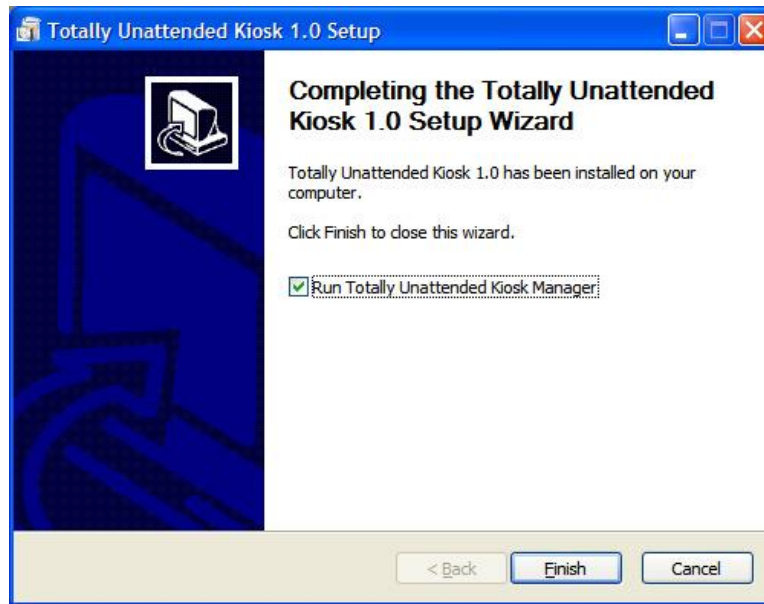 Totally Unattended Kiosk 1.0 Setup
Completing the Totally Unattended
Kiosk 1.0 Setup Wizard
Totally Unattended Kiosk 1.0 has been installed on your
computer.
Click Finish to close this wizard.
Run Totally Unattended Kiosk Manager
< Back
Finish
Cancel